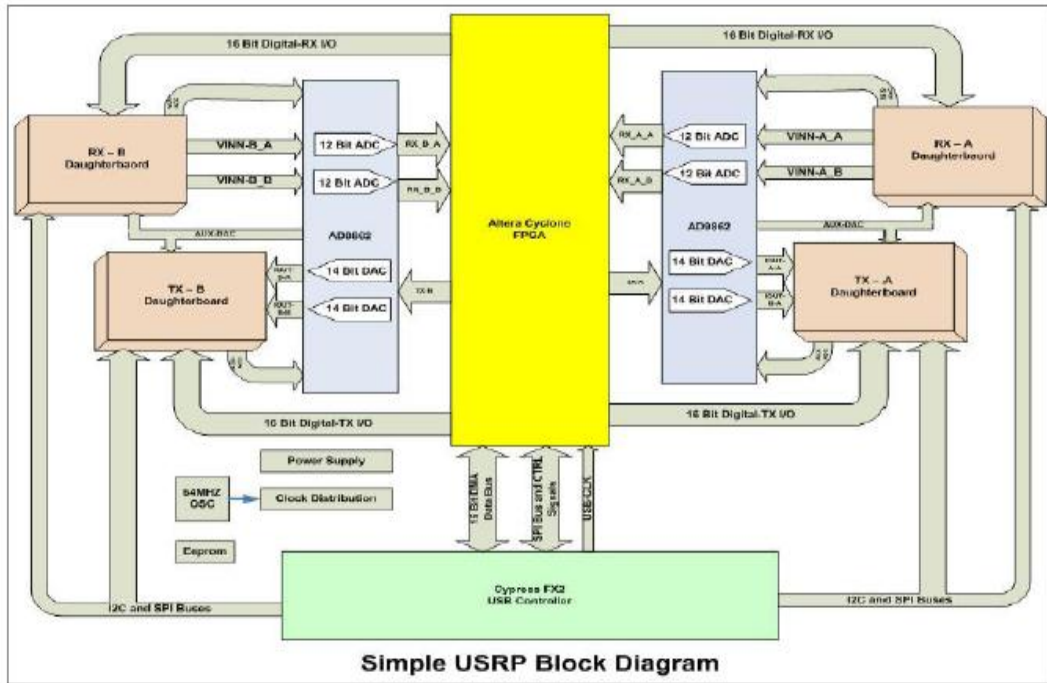 16 Bit Digital-RX I/O
16 Bit Digital-RX I/O
RX – B
Daughterbaord
VINN-B_A
VINN-B_B
12 Bit ADC
12 Bit ADC
RX_B_A
RX_B_B
Altera Cyclone
FPGA
RX_A_A
RX_A_B
12 Bit ADC
12 Bit ADC
VINN-A_A
VINN-A_B
RX – A
Daughterbaord
AUX-DAC
AD9862
AD9862
AUX-DAC
TX – B
Daughterboard
14 Bit DAC
14 Bit DAC
TX-B
14 Bit DAC
14 Bit DAC
TX – A
Daughterboard
16 Bit Digital-TX I/O
16 Bit Digital-TX I/O
Power Supply
64MHZ
OSC
Clock Distribution
Eeprom
16 Bit DMA
Data Bus
SPI Bus and CTRL
Signals
USB-CLK
Cypress FX2
USB Controller
I2C and SPI Buses
I2C and SPI Buses
Simple USRP Block Diagram